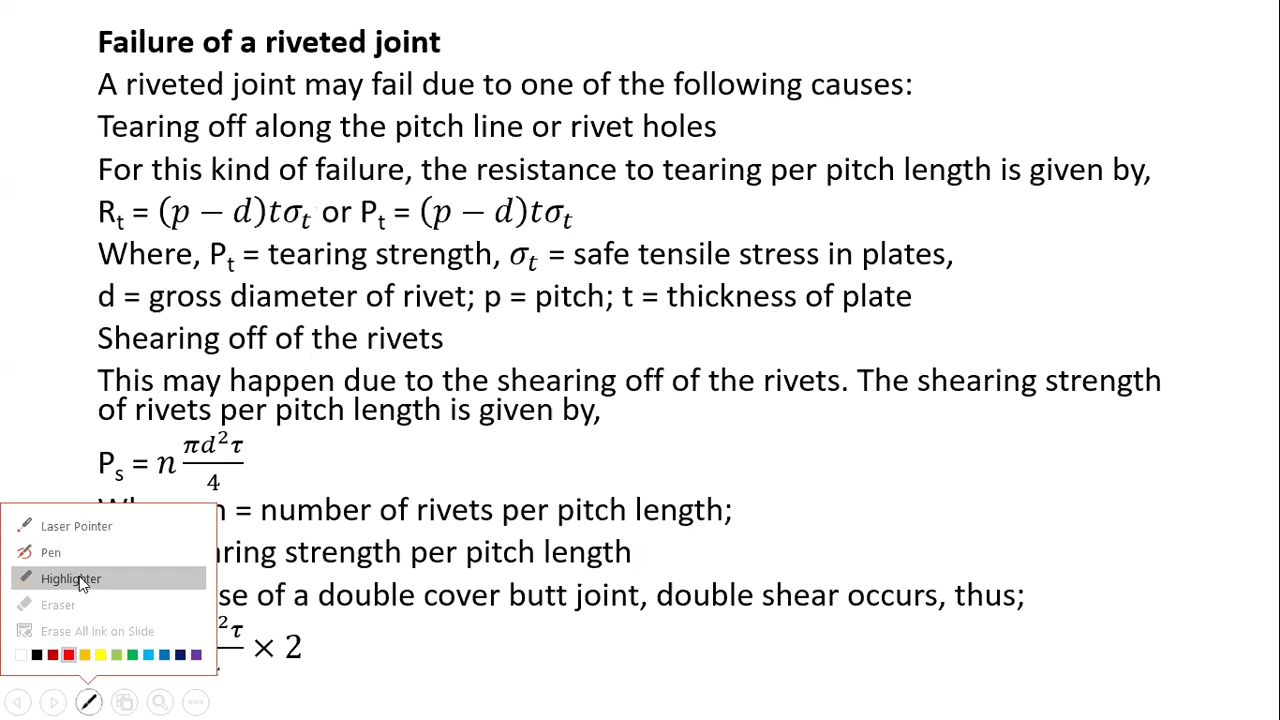 Failure of a riveted joint
A riveted joint may fail due to one of the following causes:
Tearing off along the pitch line or rivet holes
For this kind of failure, the resistance to tearing per pitch length is given by,
Rₜ = (p − d)tσₜ or Pₜ = (p − d)tσₜ
Where, Pₜ = tearing strength, σₜ = safe tensile stress in plates,
d = gross diameter of rivet; p = pitch; t = thickness of plate
Shearing off of the rivets
This may happen due to the shearing off of the rivets. The shearing strength
of rivets per pitch length is given by,
Pₛ = n πd²τ/4
n = number of rivets per pitch length;
strength per pitch length
of a double cover butt joint, double shear occurs, thus;
²τ × 2
Laser Pointer
Pen
Highlighter
Eraser
Erase All Ink on Slide